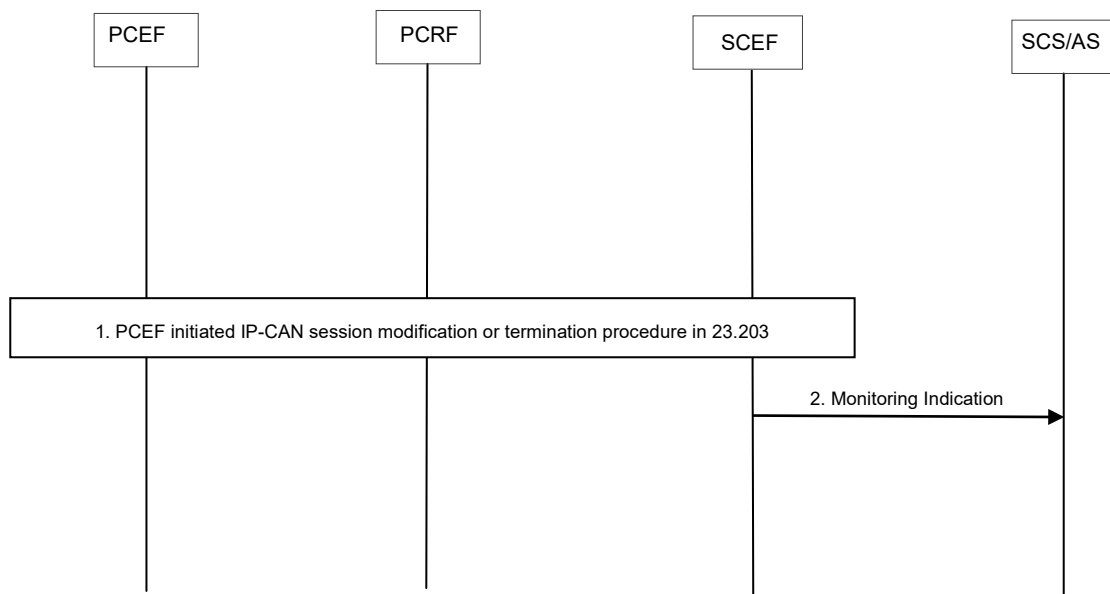 PCEF
PCRF
SCEF
SCS/AS
1. PCEF initiated IP-CAN session modification or termination procedure in 23.203
2. Monitoring Indication